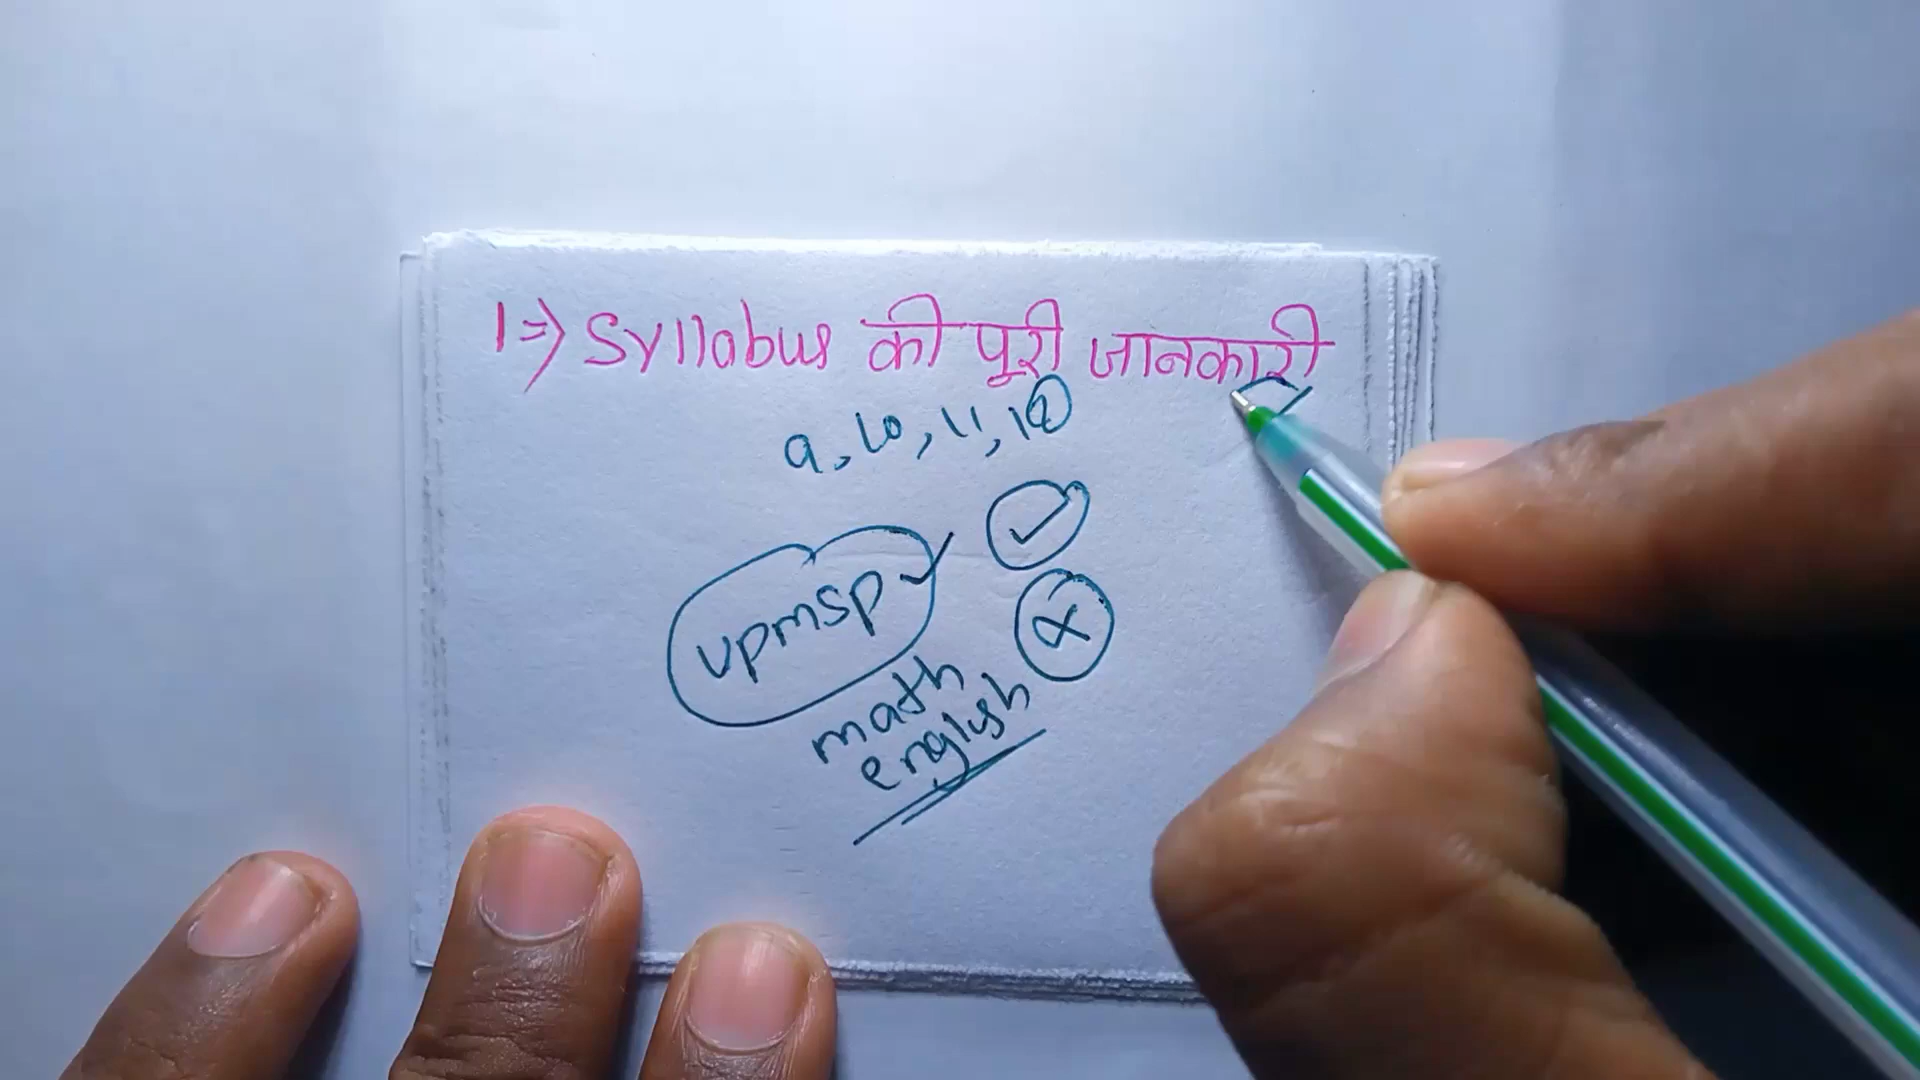 1⇒ Syllabus की पूरी जानकारी
9, 10, 11, 12
upmsp
math
english